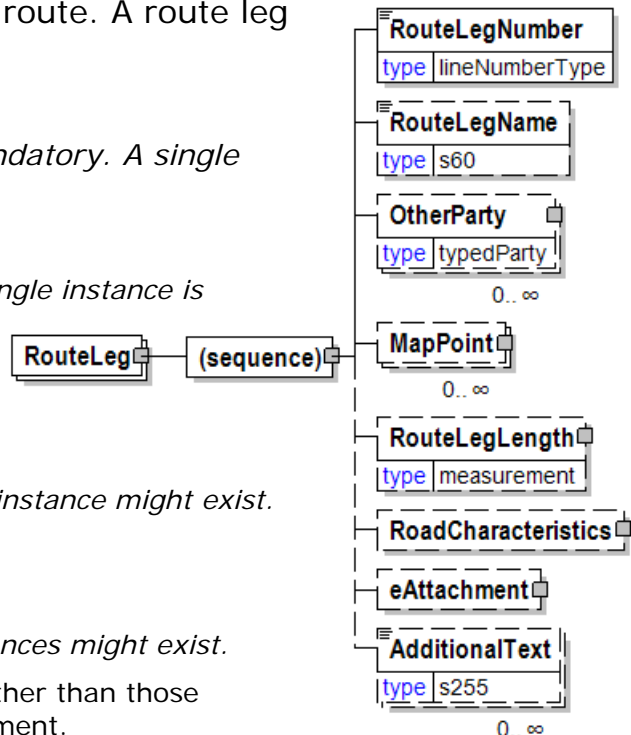 route. A route leg
ndatory. A single
ngle instance is
instance might exist.
nces might exist.
ther than those
ment.
RouteLeg
(sequence)
RouteLegNumber
type lineNumberType
RouteLegName
type s60
OtherParty
type typedParty
0.. ∞
MapPoint
0.. ∞
RouteLegLength
type measurement
RoadCharacteristics
eAttachment
AdditionalText
type s255
0.. ∞